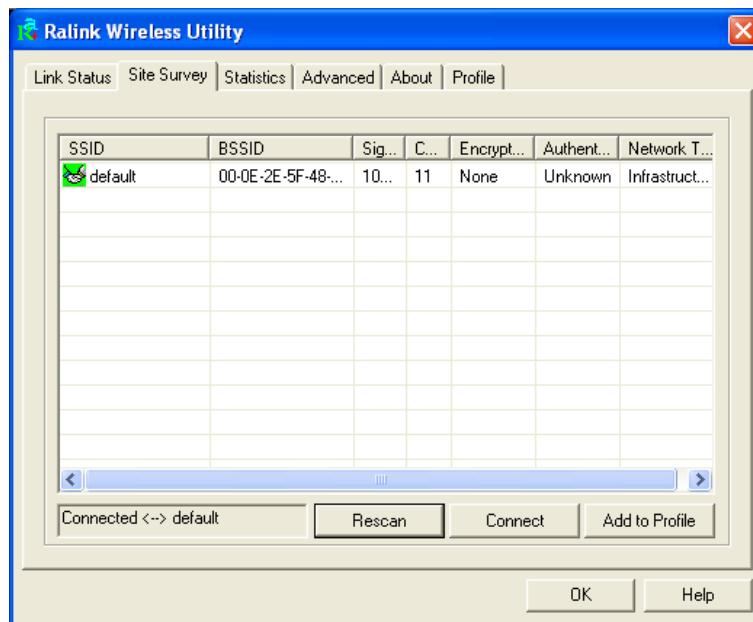 Ralink Wireless Utility
Link Status Site Survey Statistics Advanced About Profile
SSID BSSID Sig... C... Encrypt... Authent... Network T...
default 00-0E-2E-5F-48-... 10... 11 None Unknown Infrastruct...
Connected <--> default Rescan Connect Add to Profile
OK Help